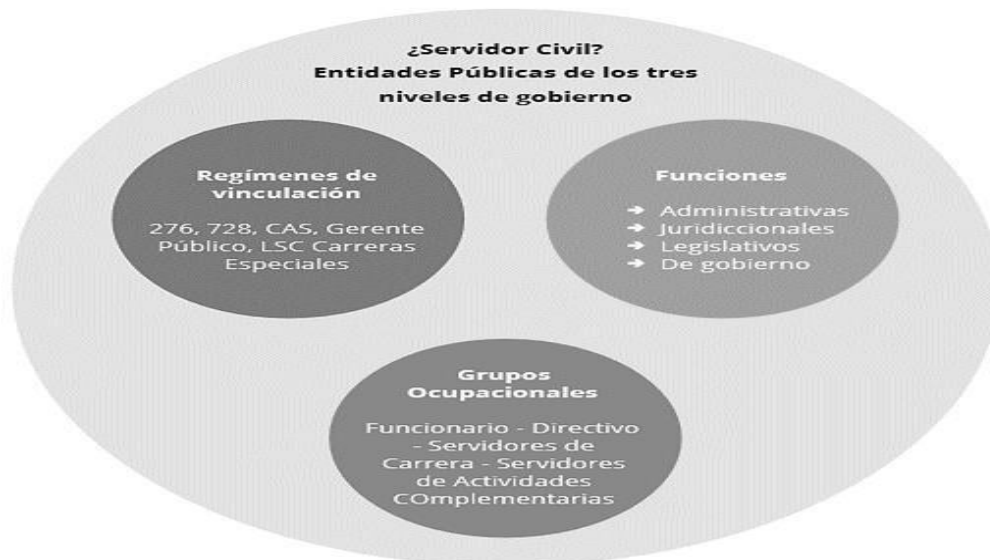 ¿Servidor Civil?
Entidades Públicas de los tres
niveles de gobierno
Regímenes de
vinculación
276, 728, CAS, Gerente
Público, LSC Carreras
Especiales
Funciones
➔ Administrativas
➔ Juridiccionales
➔ Legislativos
➔ De gobierno
Grupos
Ocupacionales
Funcionario - Directivo
- Servidores de
Carrera - Servidores
de Actividades
COmplementarias